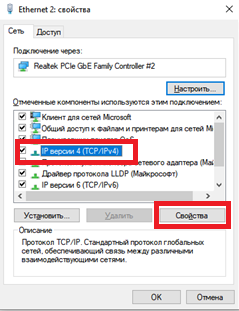 Ethernet 2: свойства
Сеть Доступ
Подключение через:
Realtek PCIe GbE Family Controller #2
Настроить...
Отмеченные компоненты используются этим подключением:
Клиент для сетей Microsoft
Общий доступ к файлам и принтерам для сетей Mi
IP версии 4 (TCP/IPv4)
сетевого адаптера (Ма
Драйвер протокола LLDP (Майкрософт)
IP версии 6 (TCP/IPv6)
Установить... Удалить Свойства
Описание
Протокол TCP/IP. Стандартный протокол глобальных
сетей, обеспечивающий связь между различными
взаимодействующими сетями.
OK Отмена